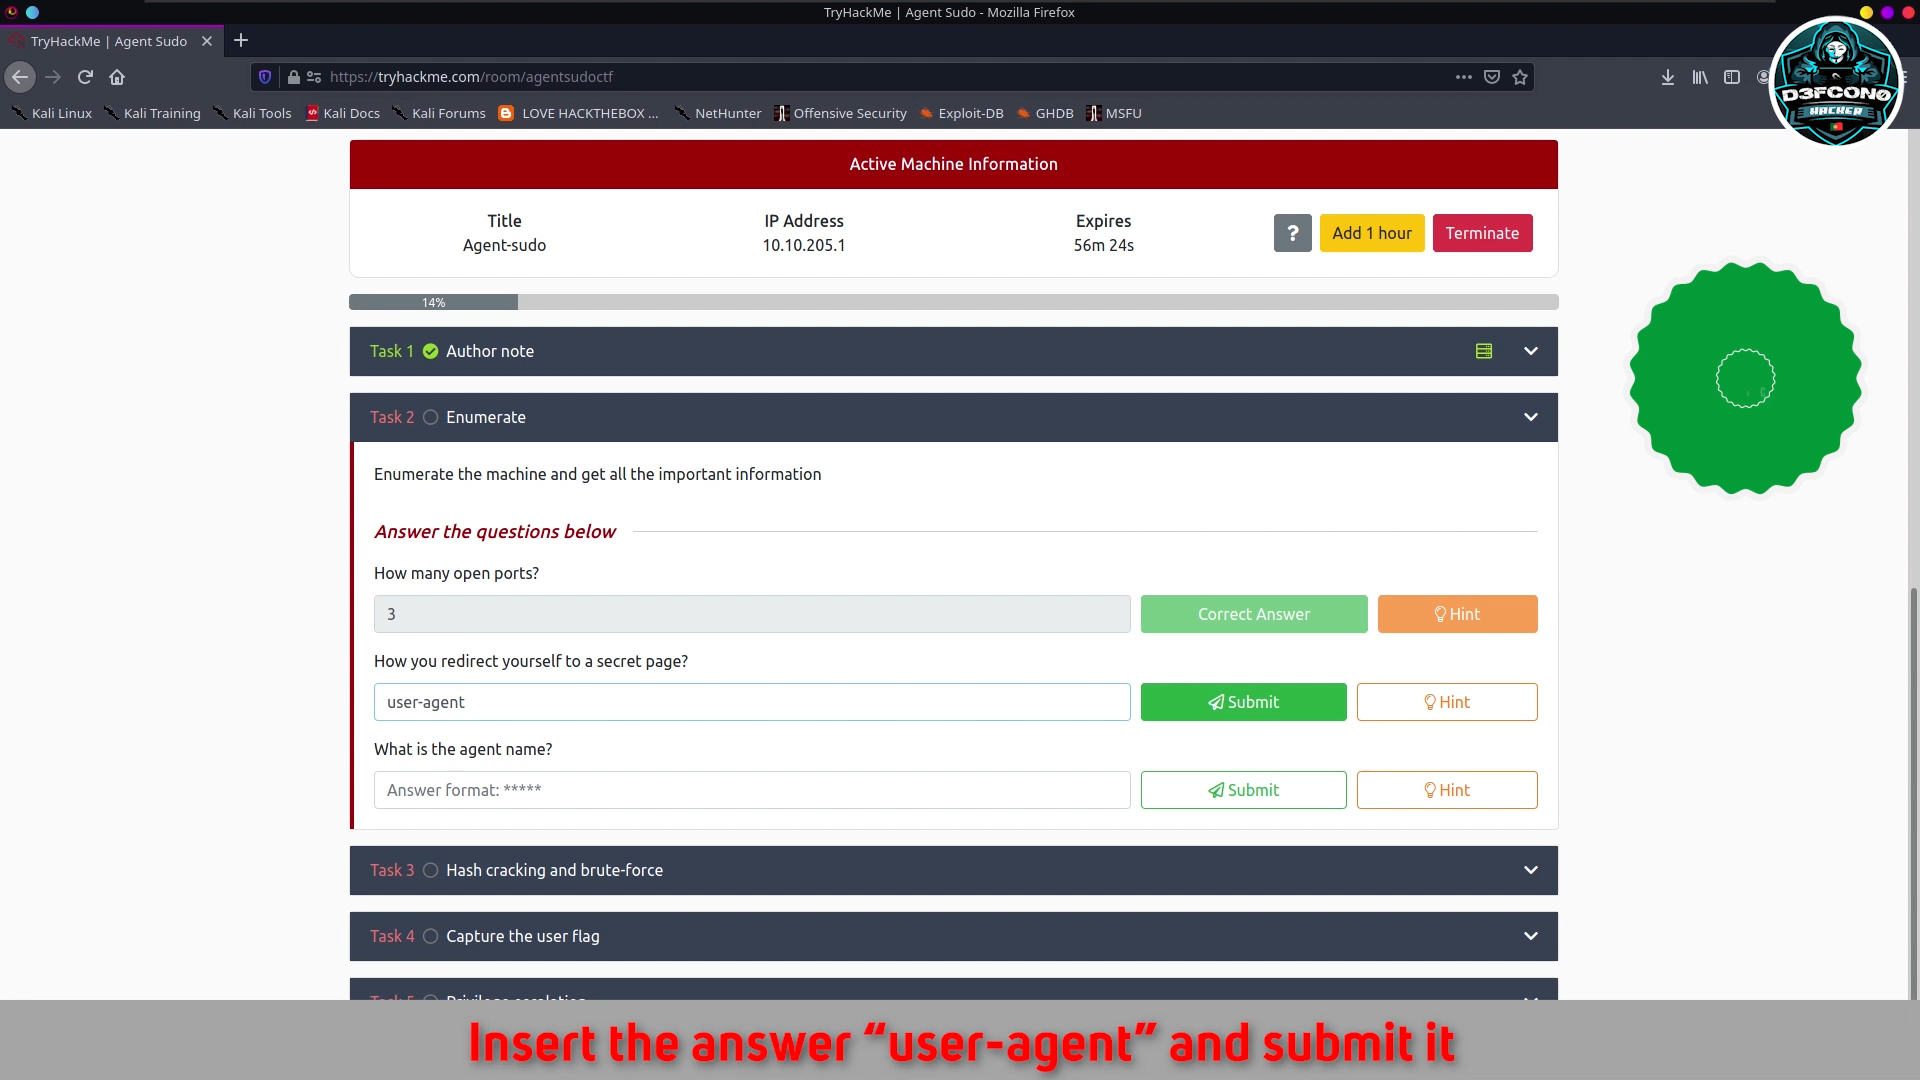 TryHackMe | Agent Sudo - Mozilla Firefox
TryHackMe | Agent Sudo
https://tryhackme.com/room/agentsudoctf
Kali Linux
Kali Training
Kali Tools
Kali Docs
Kali Forums
LOVE HACKTHEBOX ...
NetHunter
Offensive Security
Exploit-DB
GHDB
MSFU
D3FC0N0
HACKER
Active Machine Information
Title
IP Address
Expires
Agent-sudo
10.10.205.1
56m 24s
?
Add 1 hour
Terminate
14%
Task 1 Author note
Task 2 Enumerate
Enumerate the machine and get all the important information
Answer the questions below
How many open ports?
3
Correct Answer
Hint
How you redirect yourself to a secret page?
user-agent
Submit
Hint
What is the agent name?
Answer format: *****
Submit
Hint
Task 3 Hash cracking and brute-force
Task 4 Capture the user flag
Task 5 Privilege escalation
Insert the answer “user-agent” and submit it